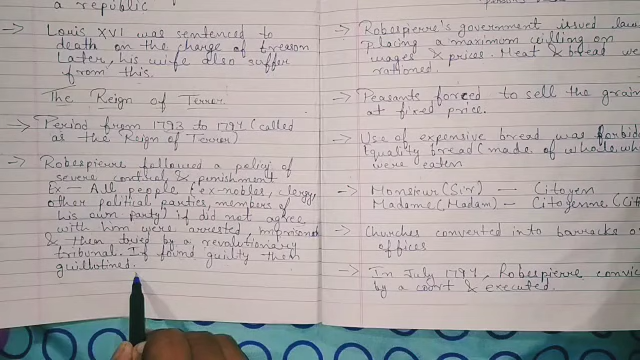 a republic
→ Louis XVI was sentenced to
death on the charge of treason
Later, his wife also suffer
from this.
The Reign of Terror
→ Period from 1793 to 1794 (called
as the Reign of Terror)
→ Robespierre followed a policy of
severe control & punishment
Ex - All people (ex-nobles, clergy
other political parties, members of
his own party) if did not agree
with him were arrested, imprisoned
& then tried by a revolutionary
tribunal. If found guilty then
guillotined.
→ Robespierre's government issued law
placing a maximum ceiling on
wages & prices. Meat & bread we
rationed.
→ Peasants forced to sell the grain
at fixed price.
→ Use of expensive bread was forbid
Equality bread (made of whole wh
were eaten
→ Monsieur (Sir) — Citoyen
Madame (Madam) — Citoyenne (Cit
→ Churches converted into barracks or
offices
→ In July 1794, Robespierre convic
by a court & executed.